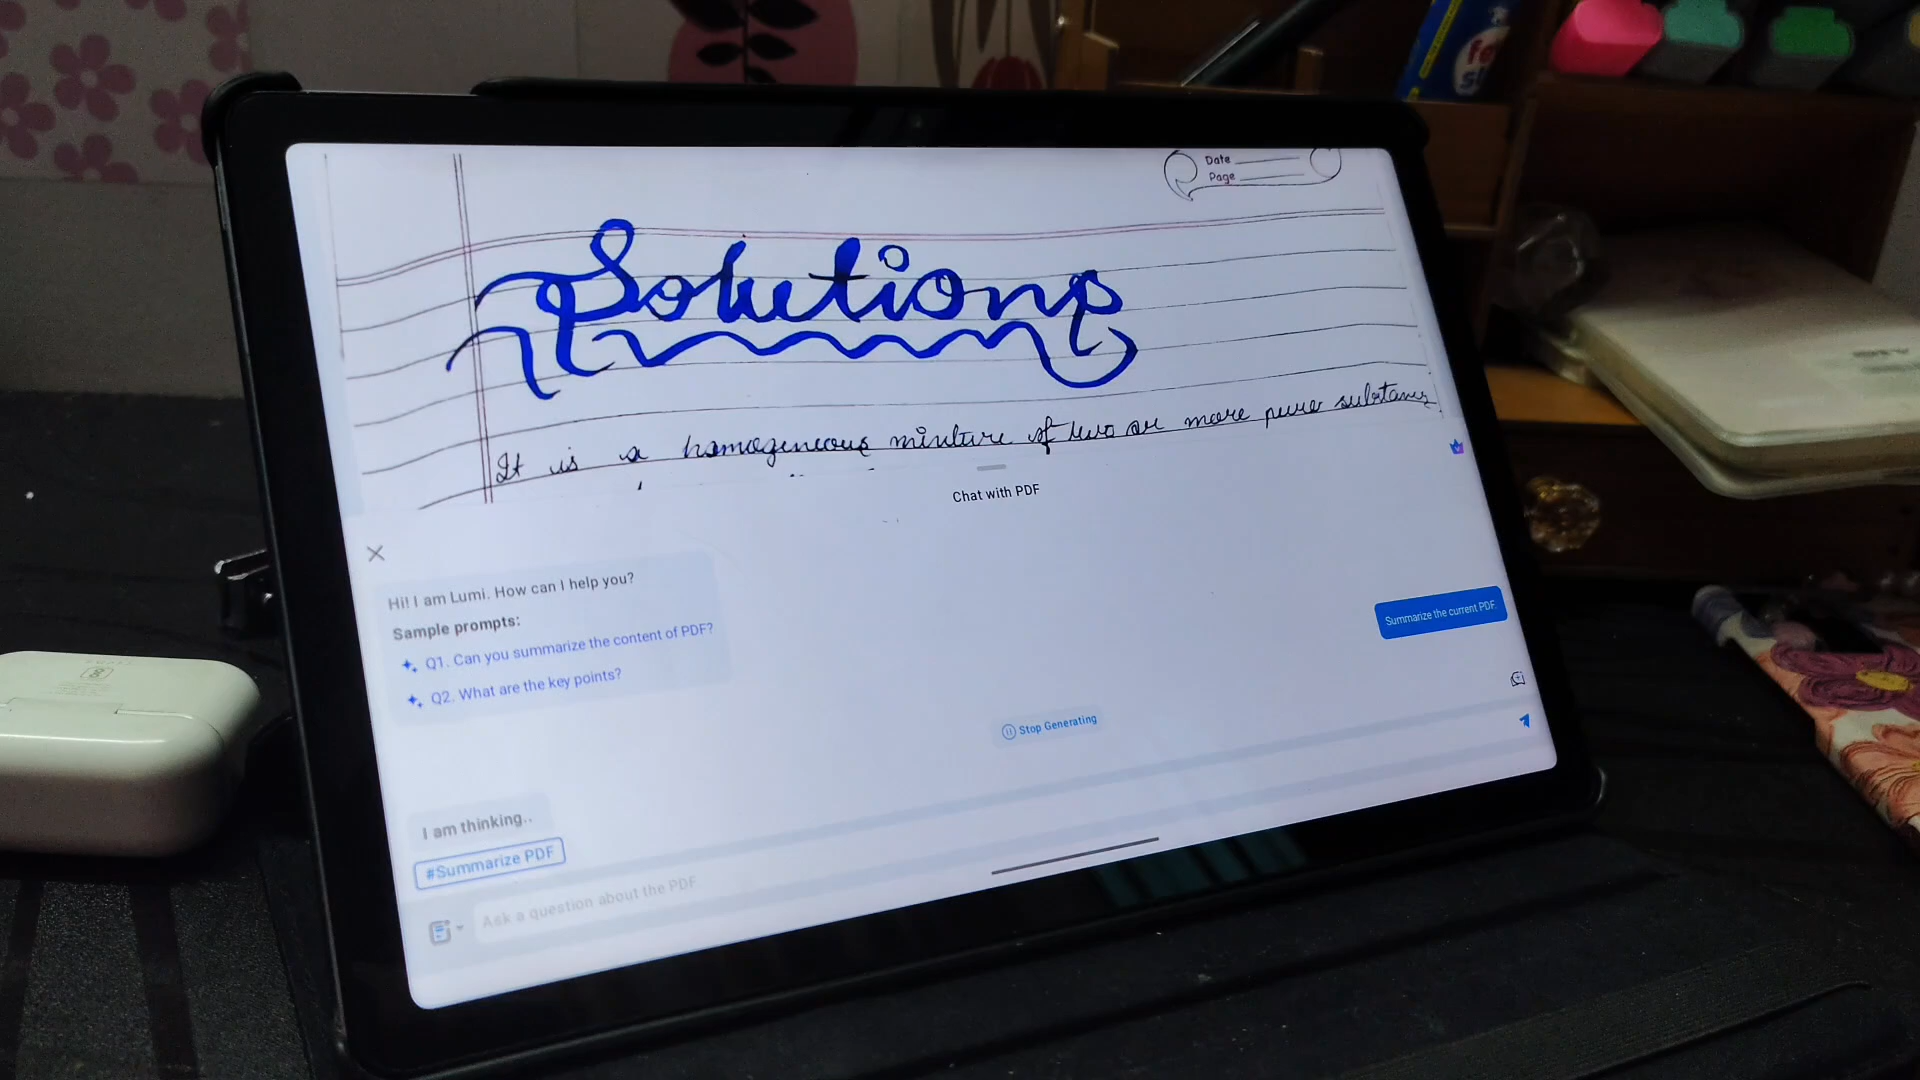 Date
Page
Solutions
It is a homogeneous mixture of two or more pure substances
Chat with PDF
Hi! I am Lumi. How can I help you?
Sample prompts:
Q1. Can you summarize the content of PDF?
Q2. What are the key points?
Summarize the current PDF.
Stop Generating
I am thinking..
#Summarize PDF
Ask a question about the PDF